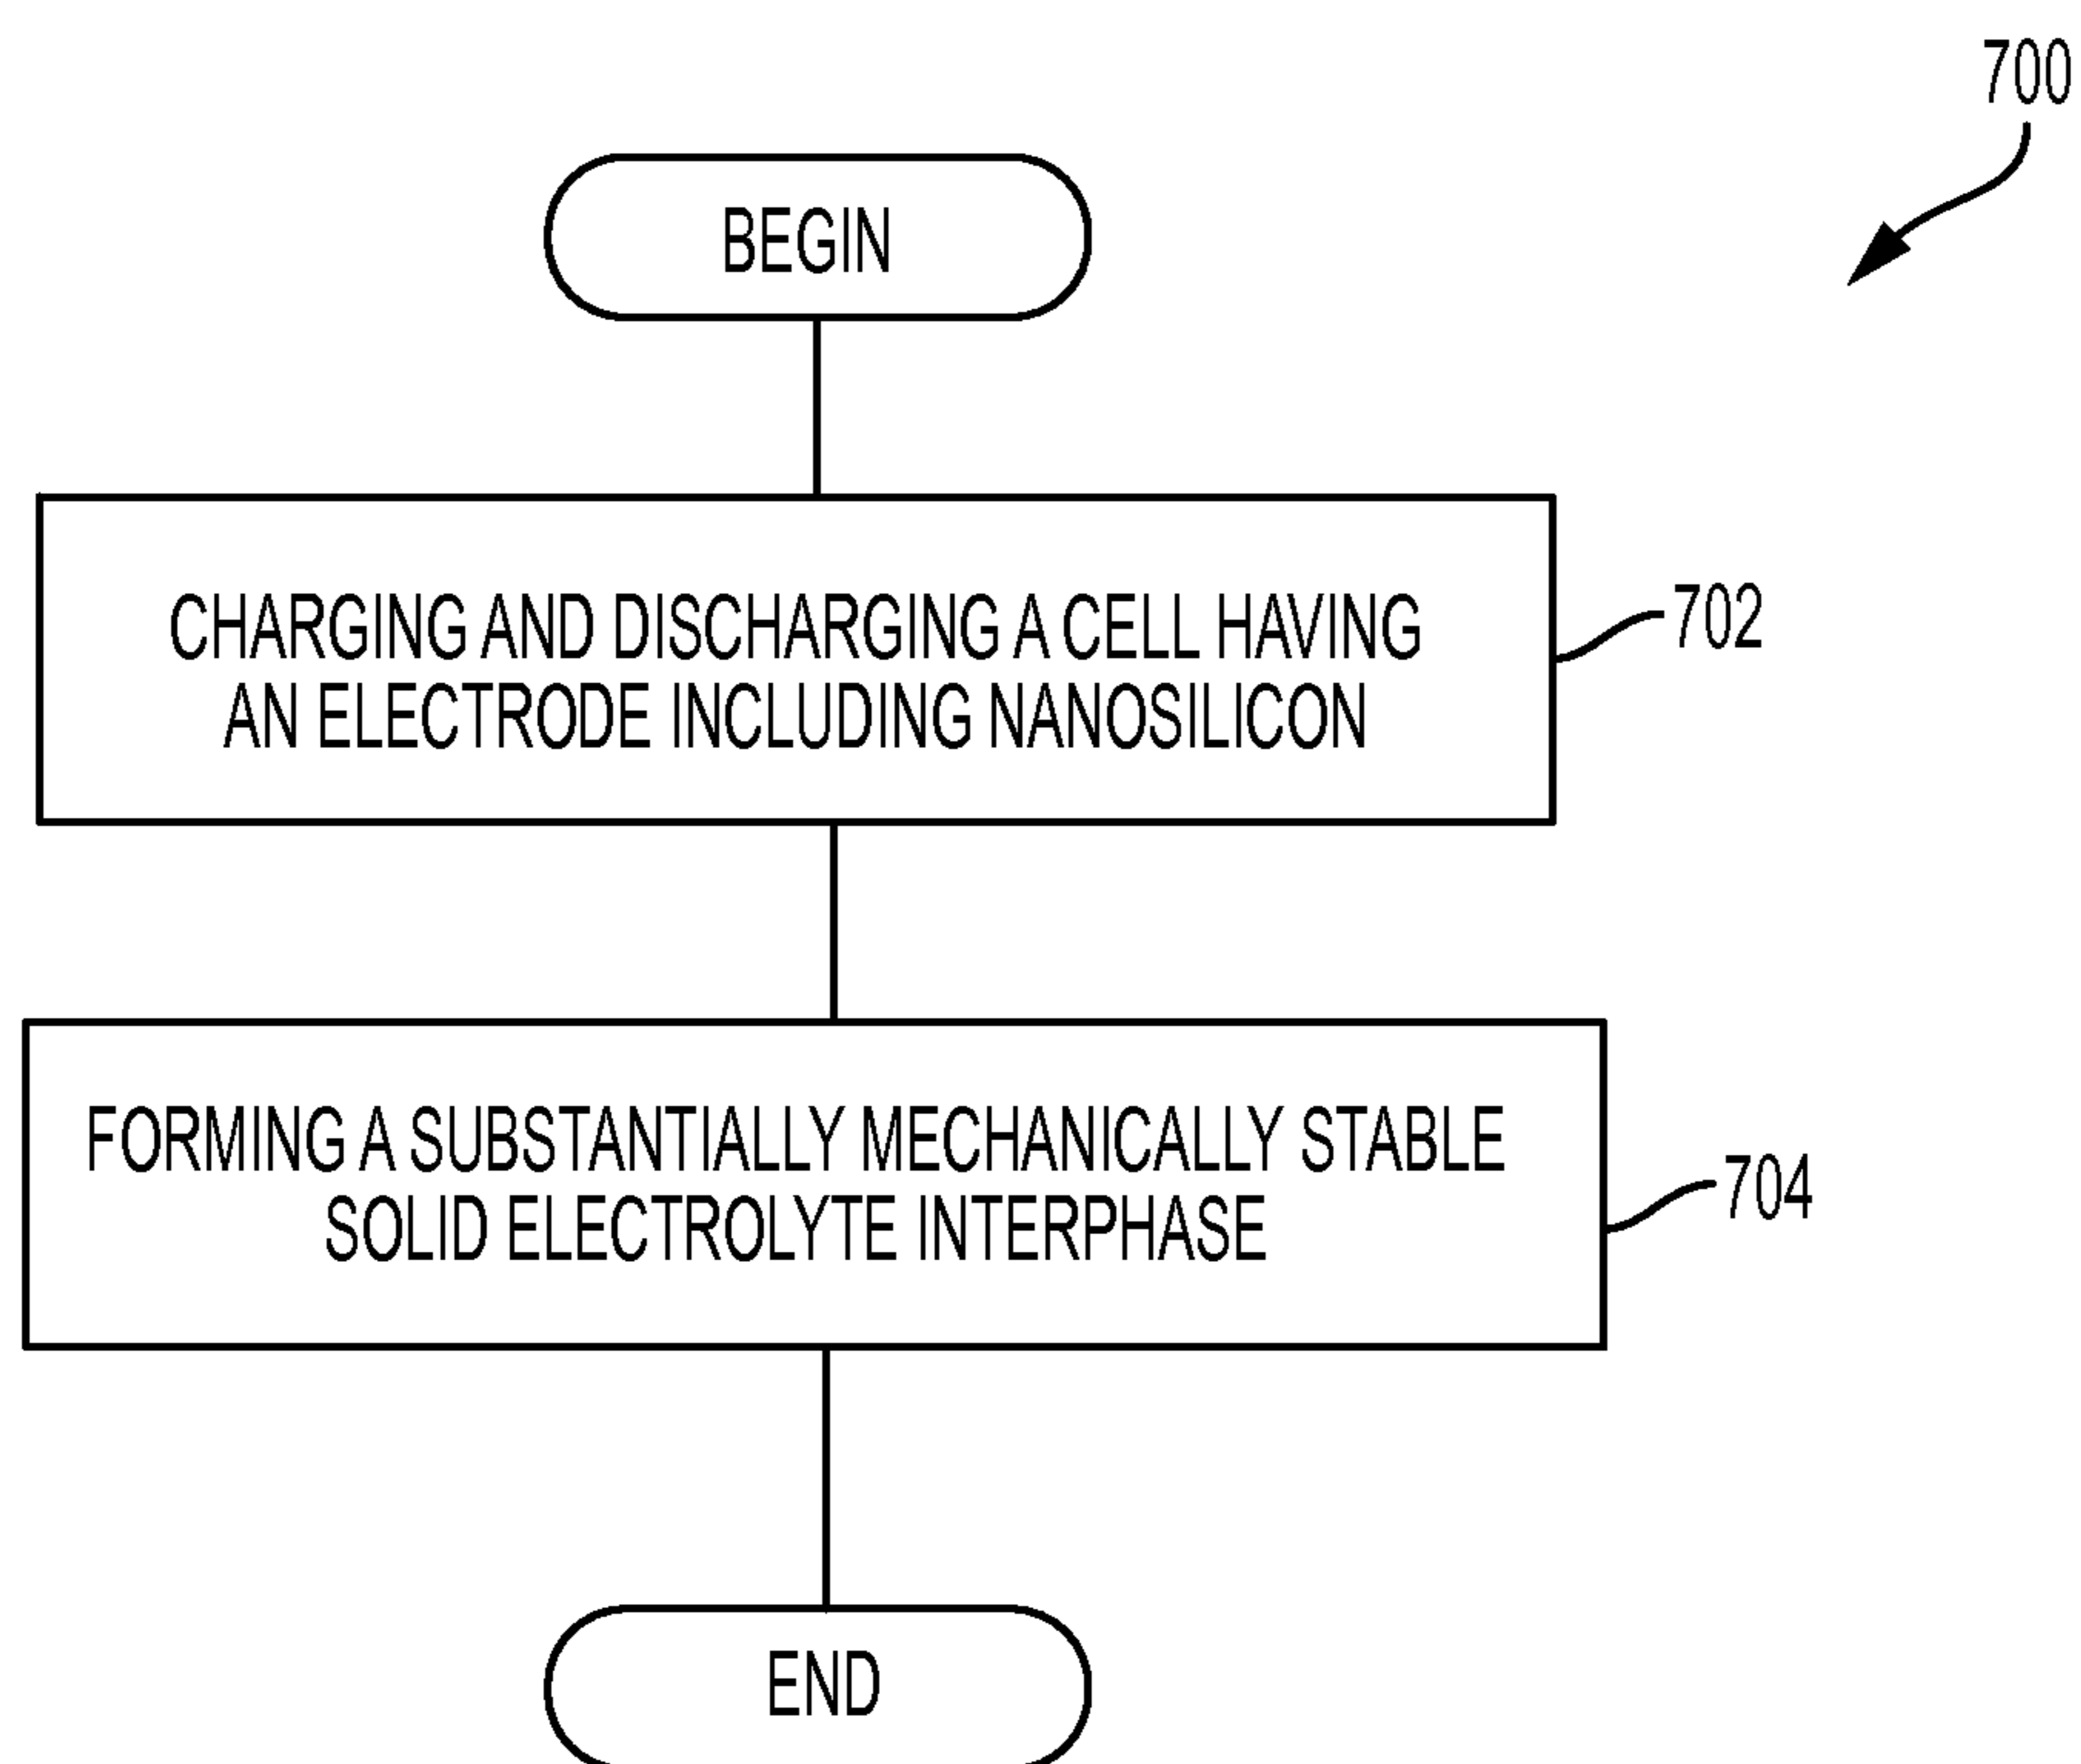 700
BEGIN
CHARGING AND DISCHARGING A CELL HAVING
AN ELECTRODE INCLUDING NANOSILICON
702
FORMING A SUBSTANTIALLY MECHANICALLY STABLE
SOLID ELECTROLYTE INTERPHASE
704
END